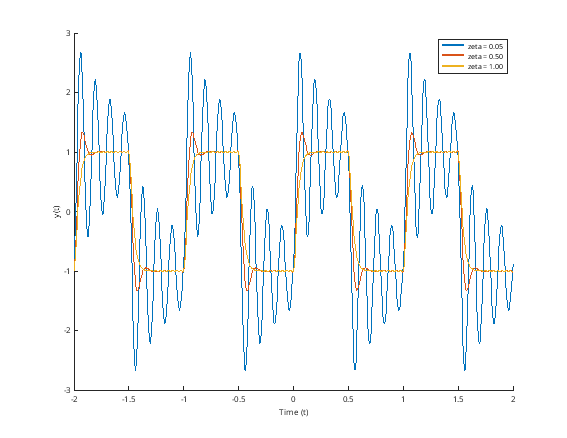 3
2
1
0
-1
-2
-3
y(t)
-2 -1.5 -1 -0.5 0 0.5 1 1.5 2
Time (t)
zeta = 0.05
zeta = 0.50
zeta = 1.00